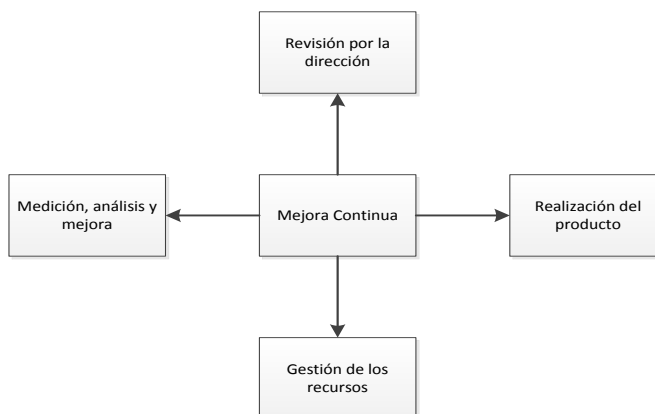 Revisión por la
dirección
Medición, análisis y
mejora
Mejora Continua
Realización del
producto
Gestión de los
recursos